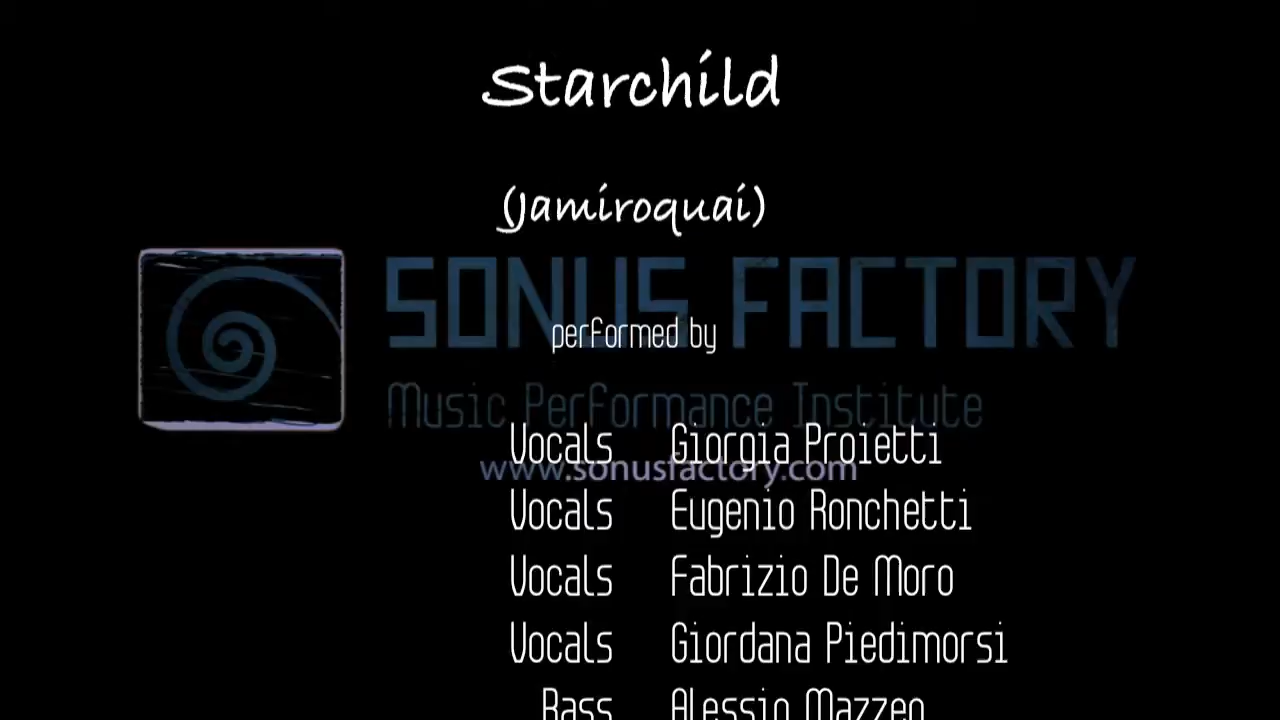 Starchild
(Jamiroquai)
SONUS FACTORY
performed by
Music Performance Institute
Vocals Giorgia Proietti
www.sonusfactory.com
Vocals Eugenio Ronchetti
Vocals Fabrizio De Moro
Vocals Giordana Piedimorsi
Bass Alessio Mazzeo